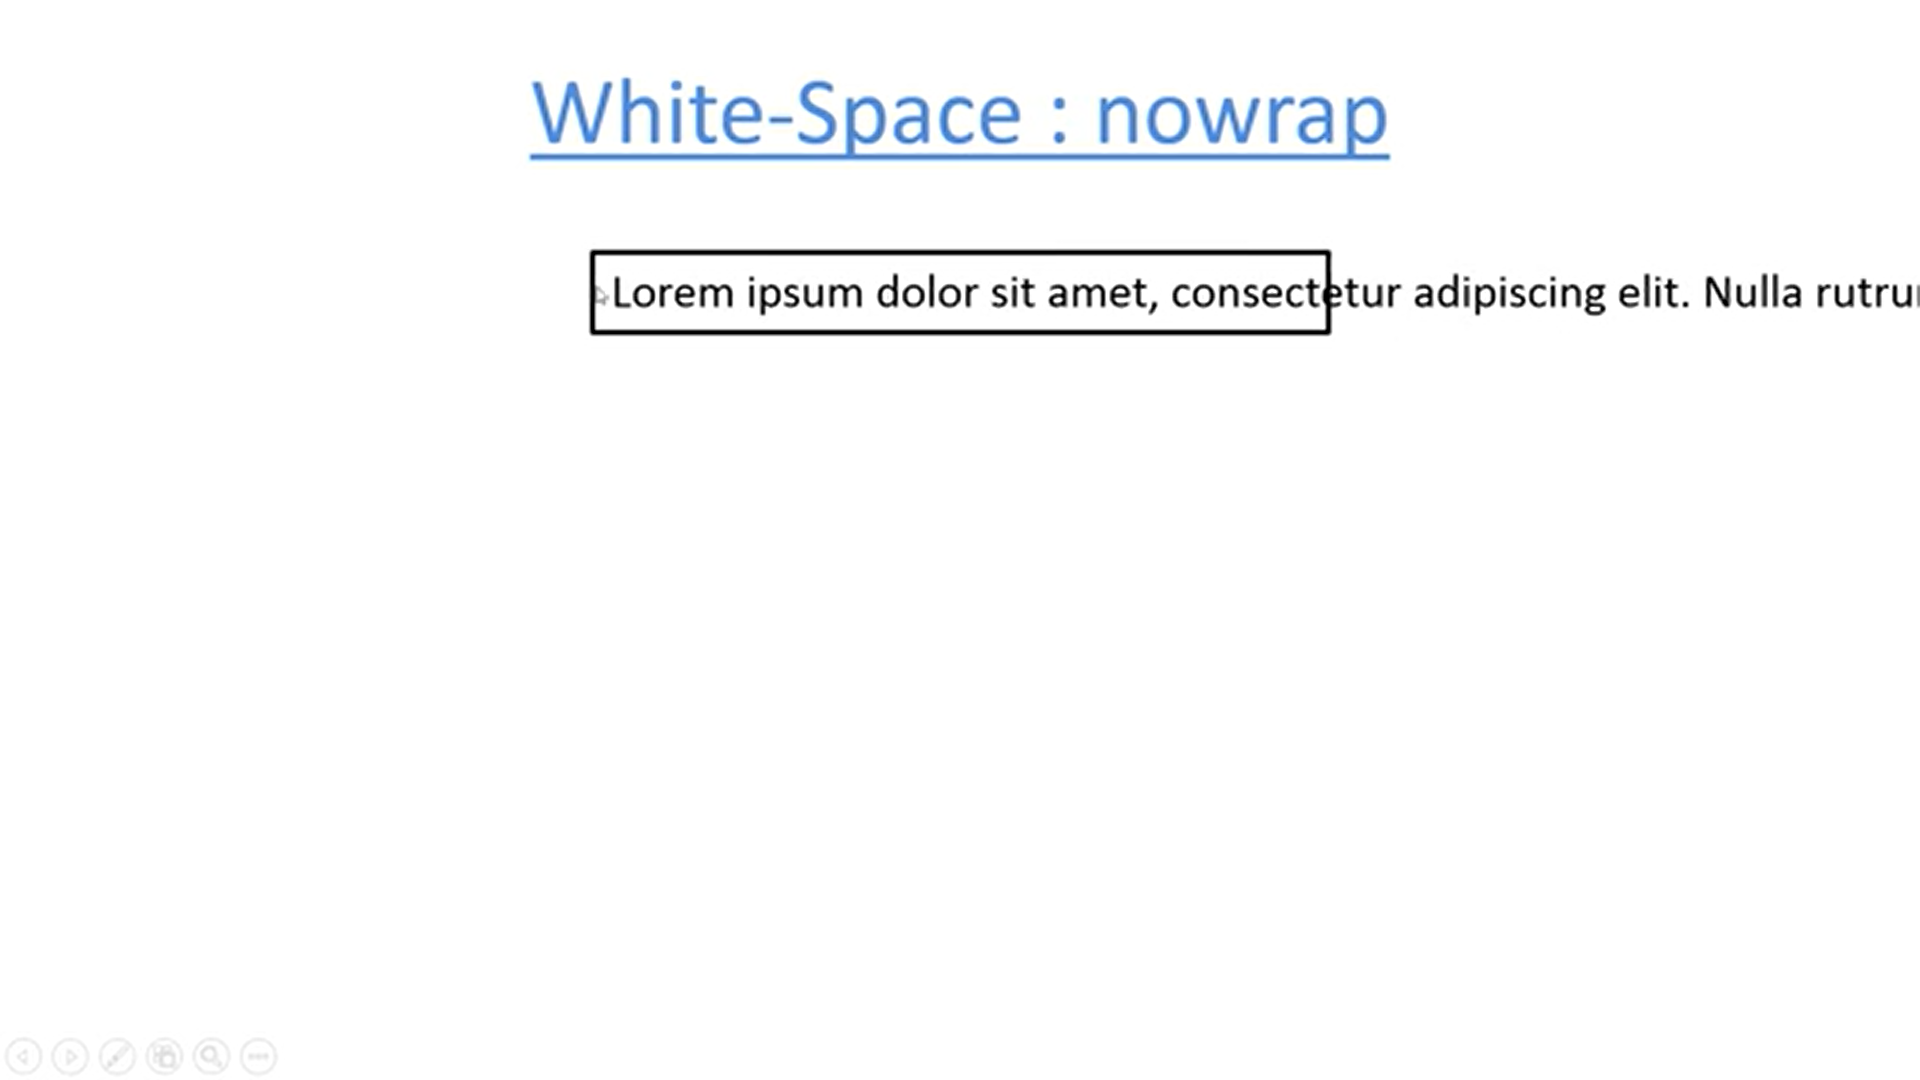 White-Space : nowrap
Lorem ipsum dolor sit amet, consectetur adipiscing elit. Nulla